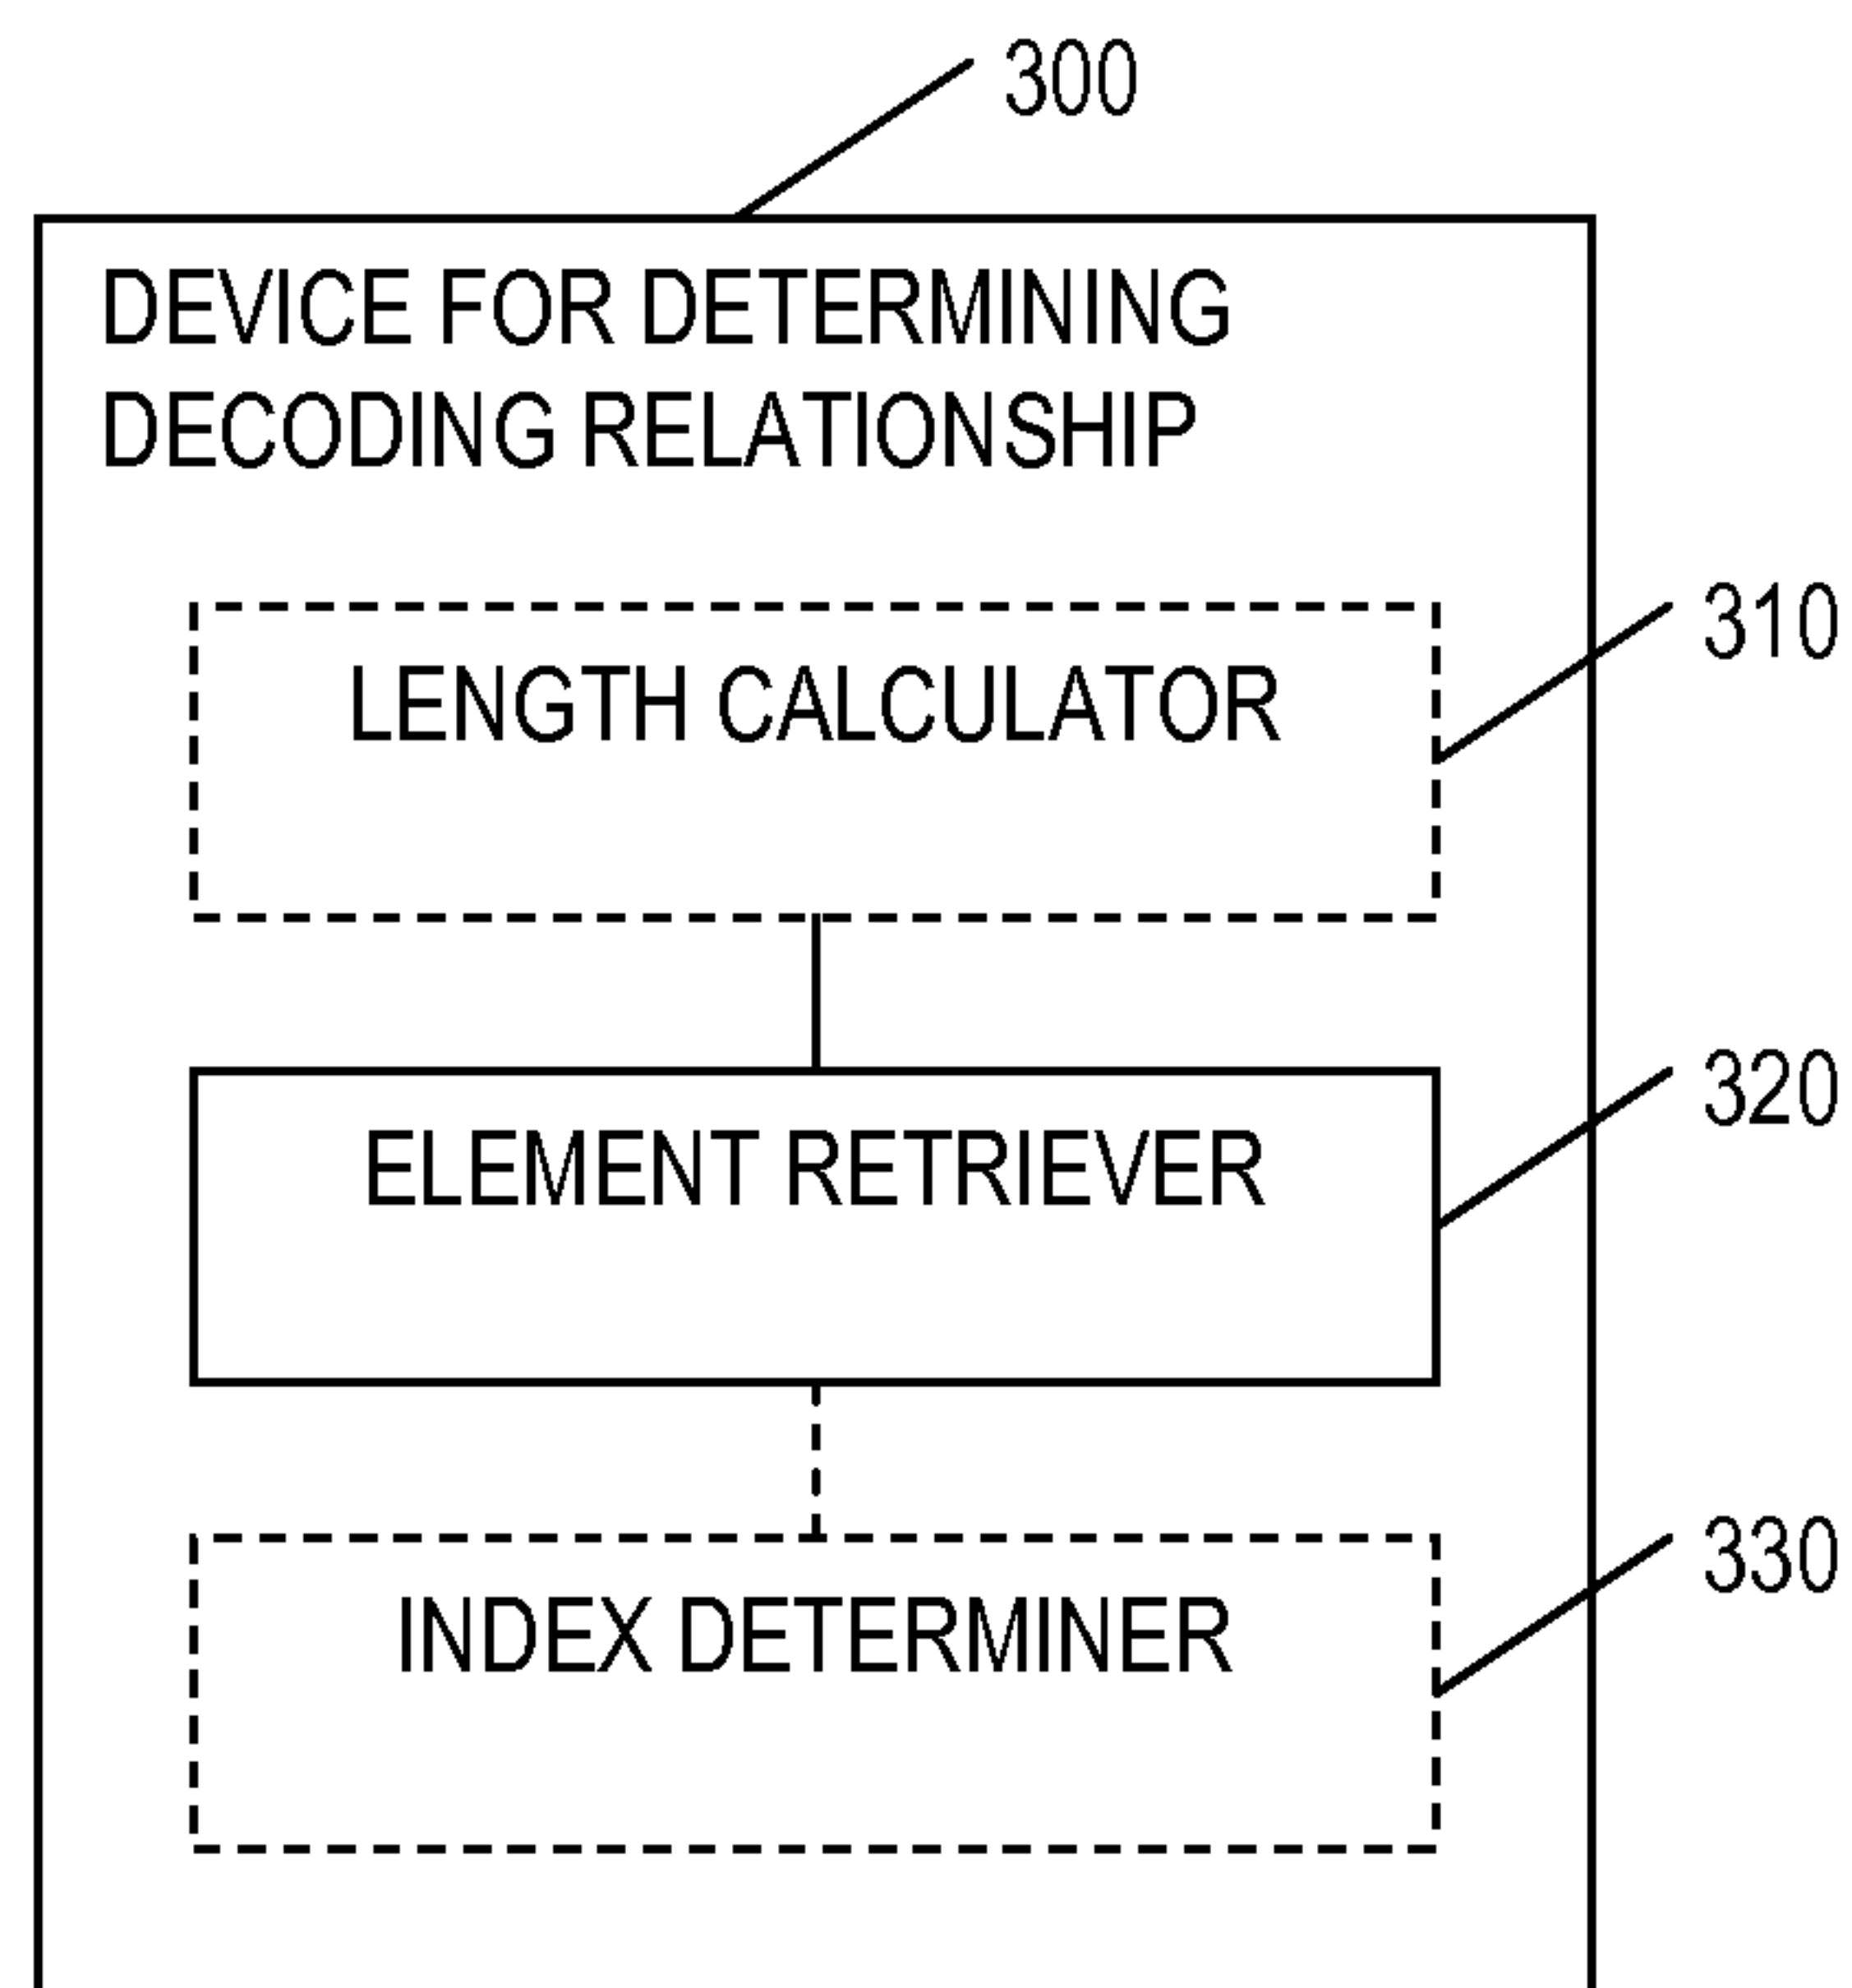 300
DEVICE FOR DETERMINING
DECODING RELATIONSHIP
310
LENGTH CALCULATOR
320
ELEMENT RETRIEVER
330
INDEX DETERMINER